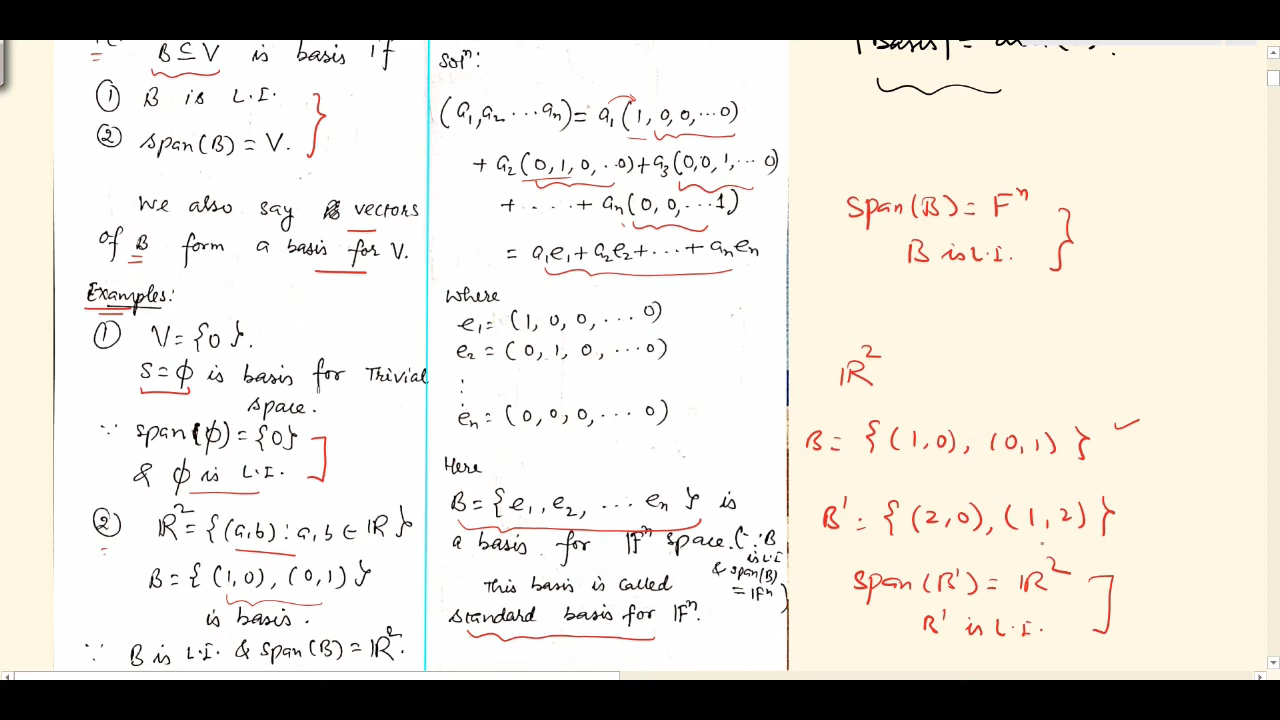 B ⊆ V is basis if
① B is L.I.
② span(B) = V.
We also say vectors
of B form a basis for V.
Examples:
① V = {0}.
S = φ is basis for Trivial
space.
∵ span(φ) = {0}
& φ is L.I.
② ℝ² = {(a,b) : a, b ∈ ℝ}
B = {(1,0), (0,1)}
is basis.
∵ B is L.I. & span(B) = ℝ².
Solⁿ:
(a₁, a₂ ... aₙ) = a₁(1, 0, 0, ... 0)
+ a₂(0, 1, 0, ... 0) + a₃(0, 0, 1, ... 0)
+ .... + aₙ(0, 0, ... 1)
= a₁e₁ + a₂e₂ + ... + aₙeₙ
where
e₁ = (1, 0, 0, ... 0)
e₂ = (0, 1, 0, ... 0)
⋮
eₙ = (0, 0, 0, ... 0)
Here
B = {e₁, e₂, ... eₙ} is
a basis for 𝔽ⁿ space. (∵ B
is L.I
& span(B)
= 𝔽ⁿ)
This basis is called
standard basis for 𝔽ⁿ.
span(B) = Fⁿ
B is L.I.
ℝ²
B = {(1,0), (0,1)} ✓
B' = {(2,0), (1,2)}
span(B') = ℝ²
B' is L.I.